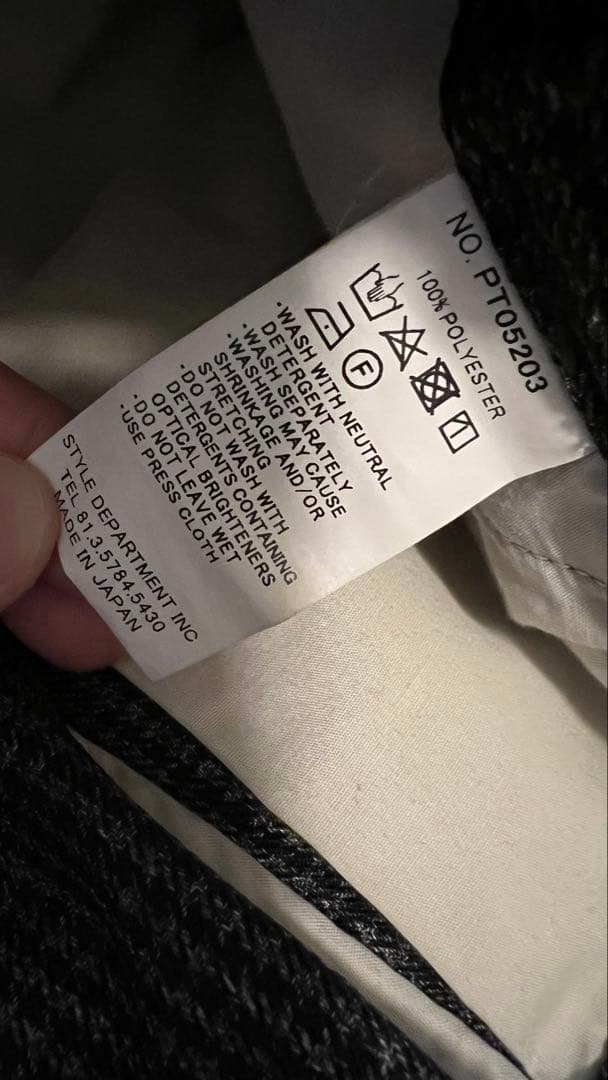 NO. PT05203
100% POLYESTER
F
·WASH WITH NEUTRAL
DETERGENT
·WASH SEPARATELY
·WASHING MAY CAUSE
SHRINKAGE AND/OR
STRETCHING
·DO NOT WASH WITH
DETERGENTS CONTAINING
OPTICAL BRIGHTENERS
·DO NOT LEAVE WET
·USE PRESS CLOTH
STYLE DEPARTMENT INC
TEL 81.3.5784.5430
MADE IN JAPAN